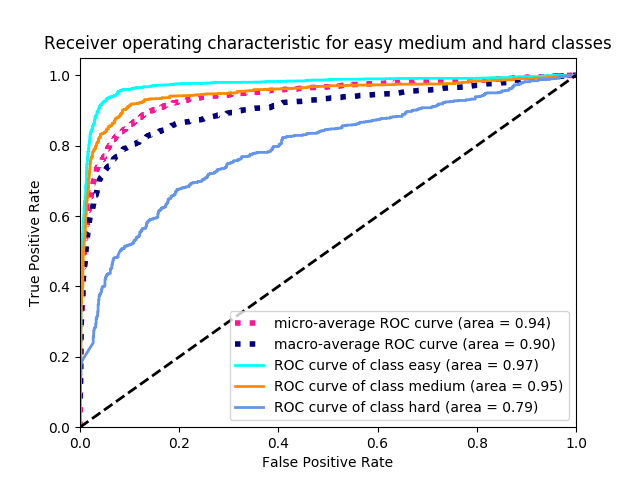 Receiver operating characteristic for easy medium and hard classes
True Positive Rate
1.0
0.8
0.6
0.4
0.2
0.0
micro-average ROC curve (area = 0.94)
macro-average ROC curve (area = 0.90)
ROC curve of class easy (area = 0.97)
ROC curve of class medium (area = 0.95)
ROC curve of class hard (area = 0.79)
0.0 0.2 0.4 0.6 0.8 1.0
False Positive Rate